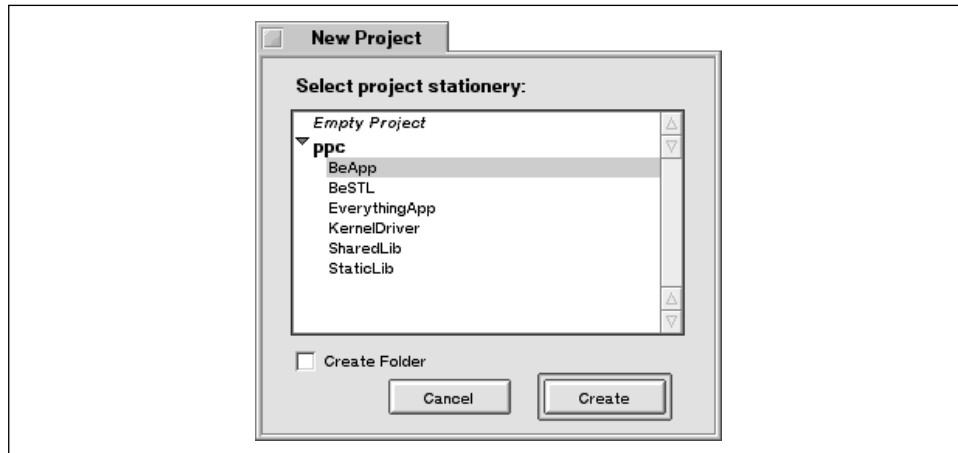 New Project
Select project stationery:
Empty Project
ppc
BeApp
BeSTL
EverythingApp
KernelDriver
SharedLib
StaticLib
Create Folder
Cancel
Create